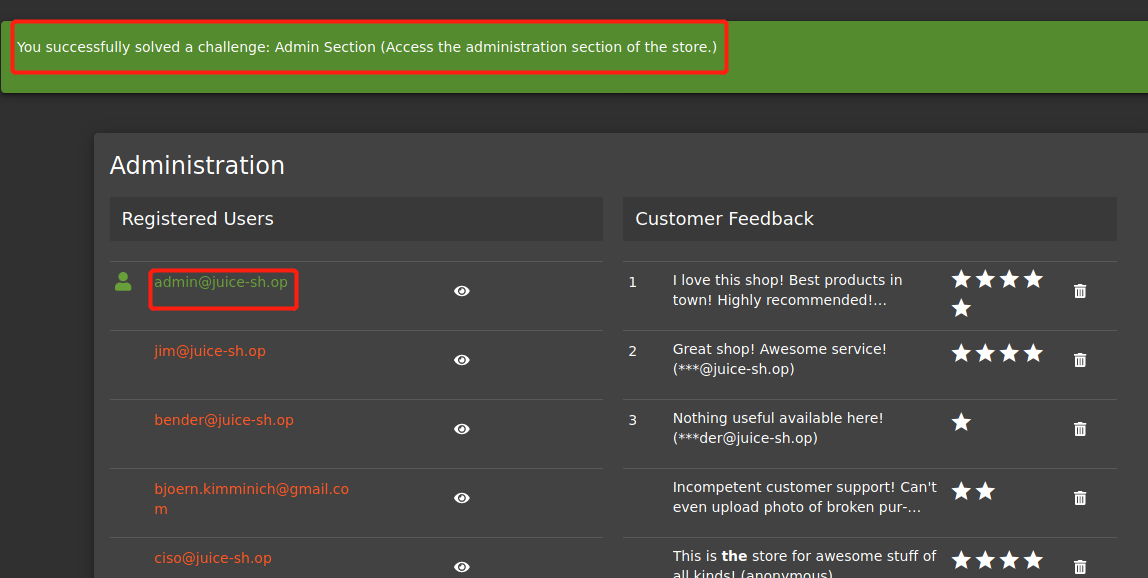 You successfully solved a challenge: Admin Section (Access the administration section of the store.)
Administration
Registered Users
admin@juice-sh.op
jim@juice-sh.op
bender@juice-sh.op
bjoern.kimminich@gmail.co
m
ciso@juice-sh.op
Customer Feedback
1
I love this shop! Best products in
town! Highly recommended!...
2
Great shop! Awesome service!
(***@juice-sh.op)
3
Nothing useful available here!
(***der@juice-sh.op)
Incompetent customer support! Can't
even upload photo of broken pur-...
This is the store for awesome stuff of
all kinds! (anonymous)